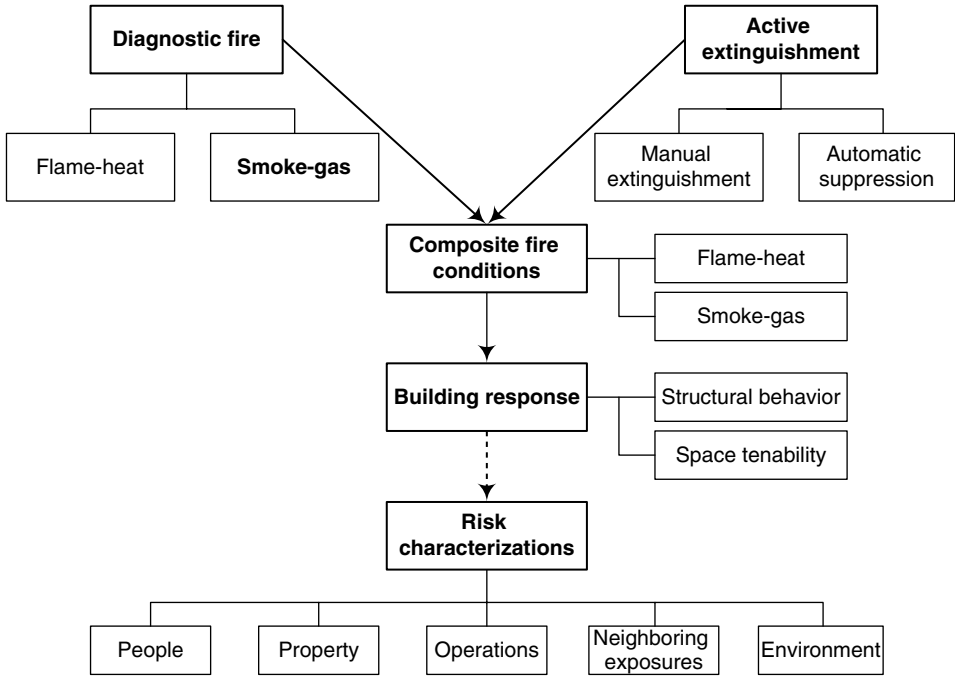 Diagnostic fire
Active
extinguishment
Flame-heat
Smoke-gas
Manual
extinguishment
Automatic
suppression
Composite fire
conditions
Flame-heat
Smoke-gas
Building response
Structural behavior
Space tenability
Risk
characterizations
People
Property
Operations
Neighboring
exposures
Environment